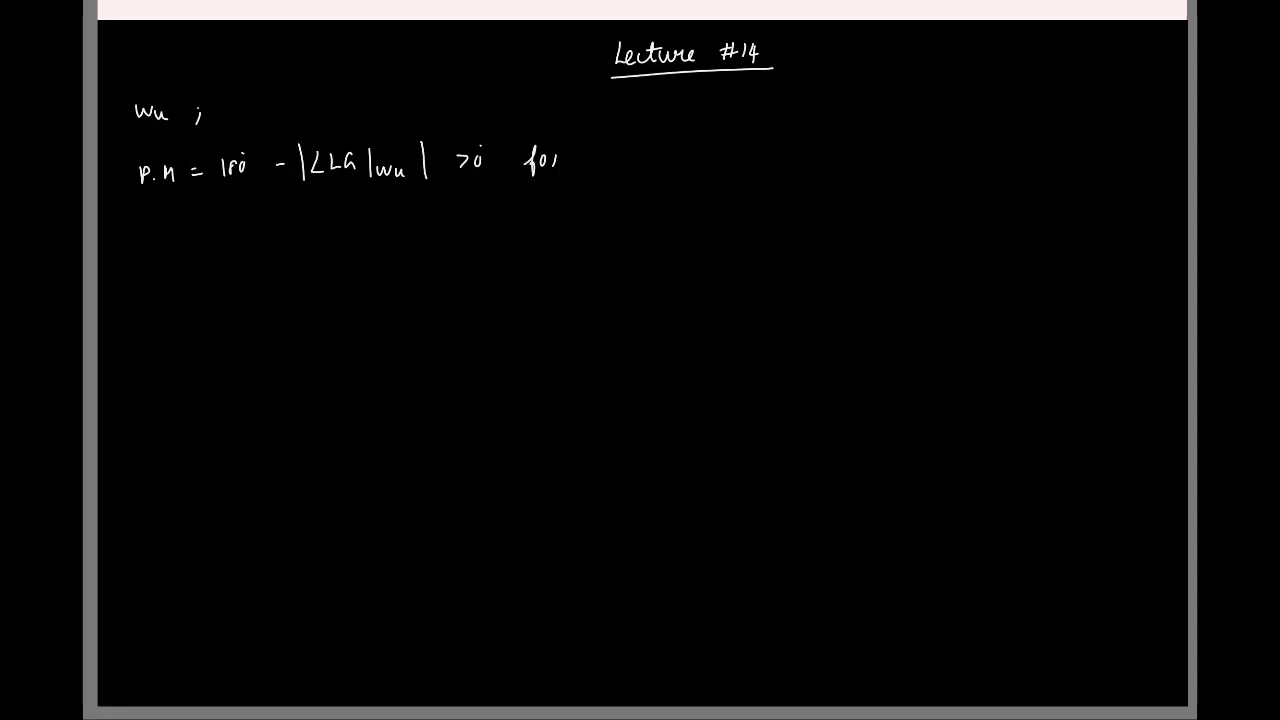 Lecture #14
ωu ;
P.M = 180° - |∠LG|ωu| >0° for